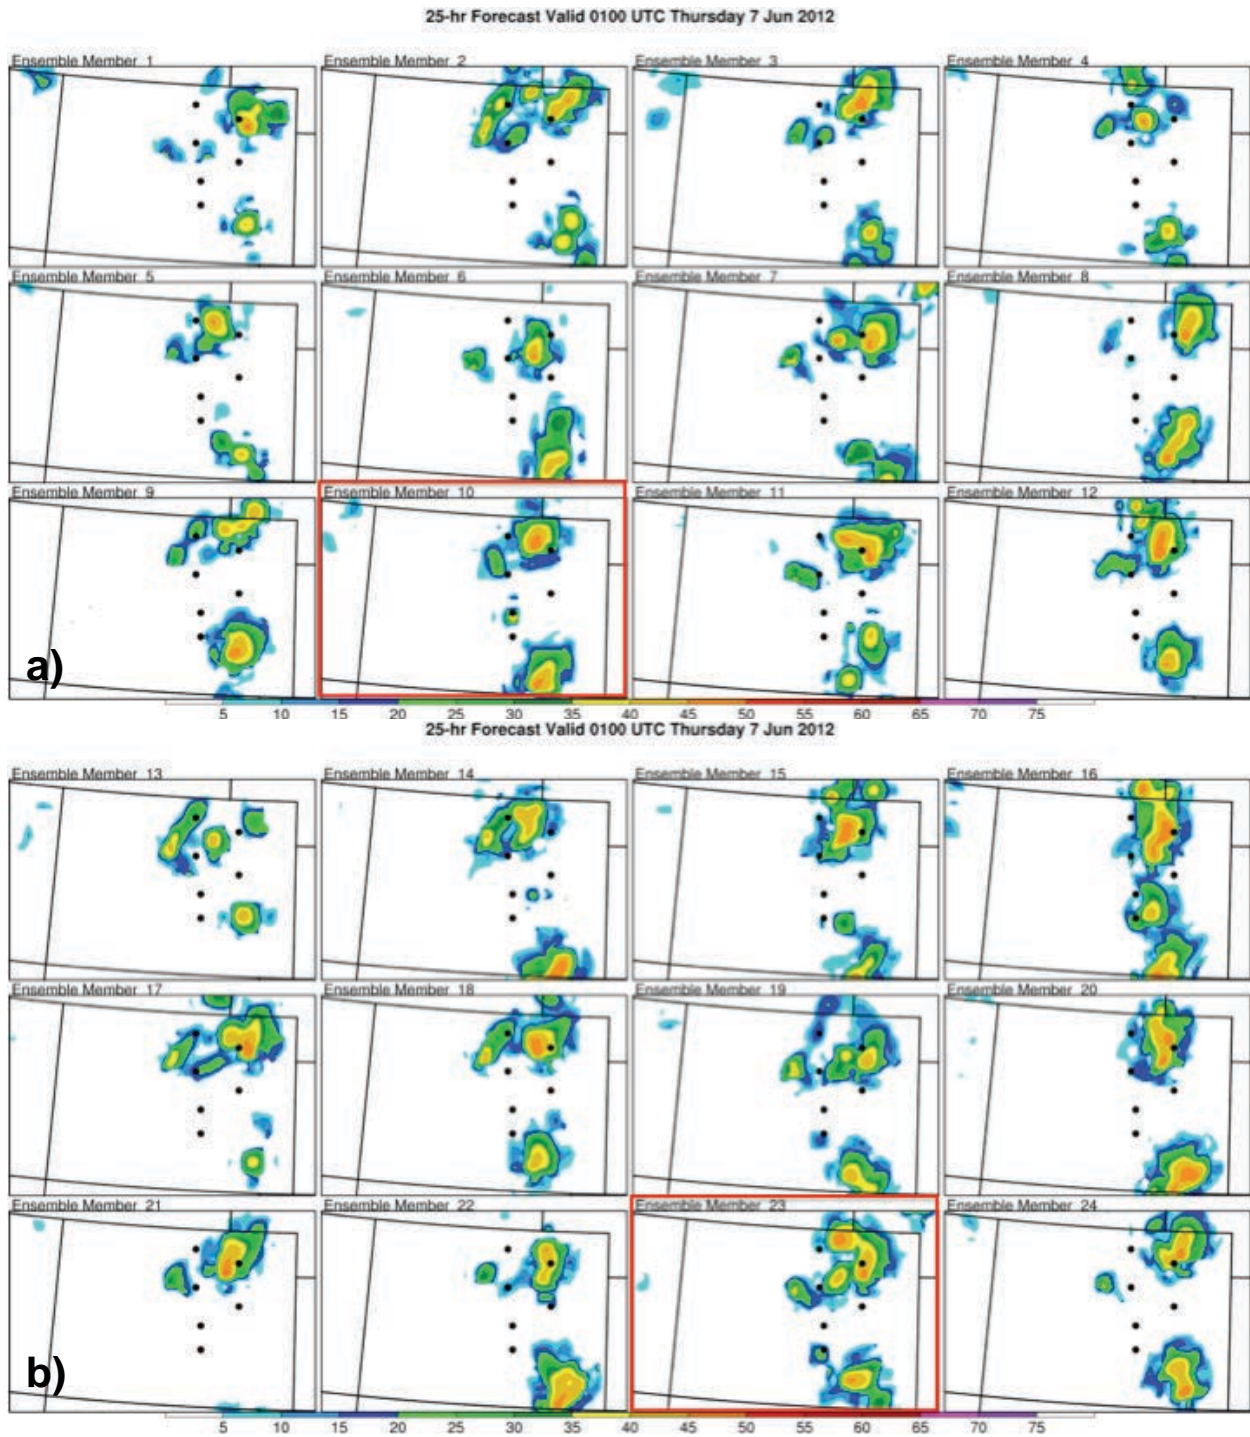 25-hr Forecast Valid 0100 UTC Thursday 7 Jun 2012
Ensemble Member 1
Ensemble Member 2
Ensemble Member 3
Ensemble Member 4
Ensemble Member 5
Ensemble Member 6
Ensemble Member 7
Ensemble Member 8
Ensemble Member 9
Ensemble Member 10
Ensemble Member 11
Ensemble Member 12
a)
5 10 15 20 25 30 35 40 45 50 55 60 65 70 75
25-hr Forecast Valid 0100 UTC Thursday 7 Jun 2012
Ensemble Member 13
Ensemble Member 14
Ensemble Member 15
Ensemble Member 16
Ensemble Member 17
Ensemble Member 18
Ensemble Member 19
Ensemble Member 20
Ensemble Member 21
Ensemble Member 22
Ensemble Member 23
Ensemble Member 24
b)
5 10 15 20 25 30 35 40 45 50 55 60 65 70 75